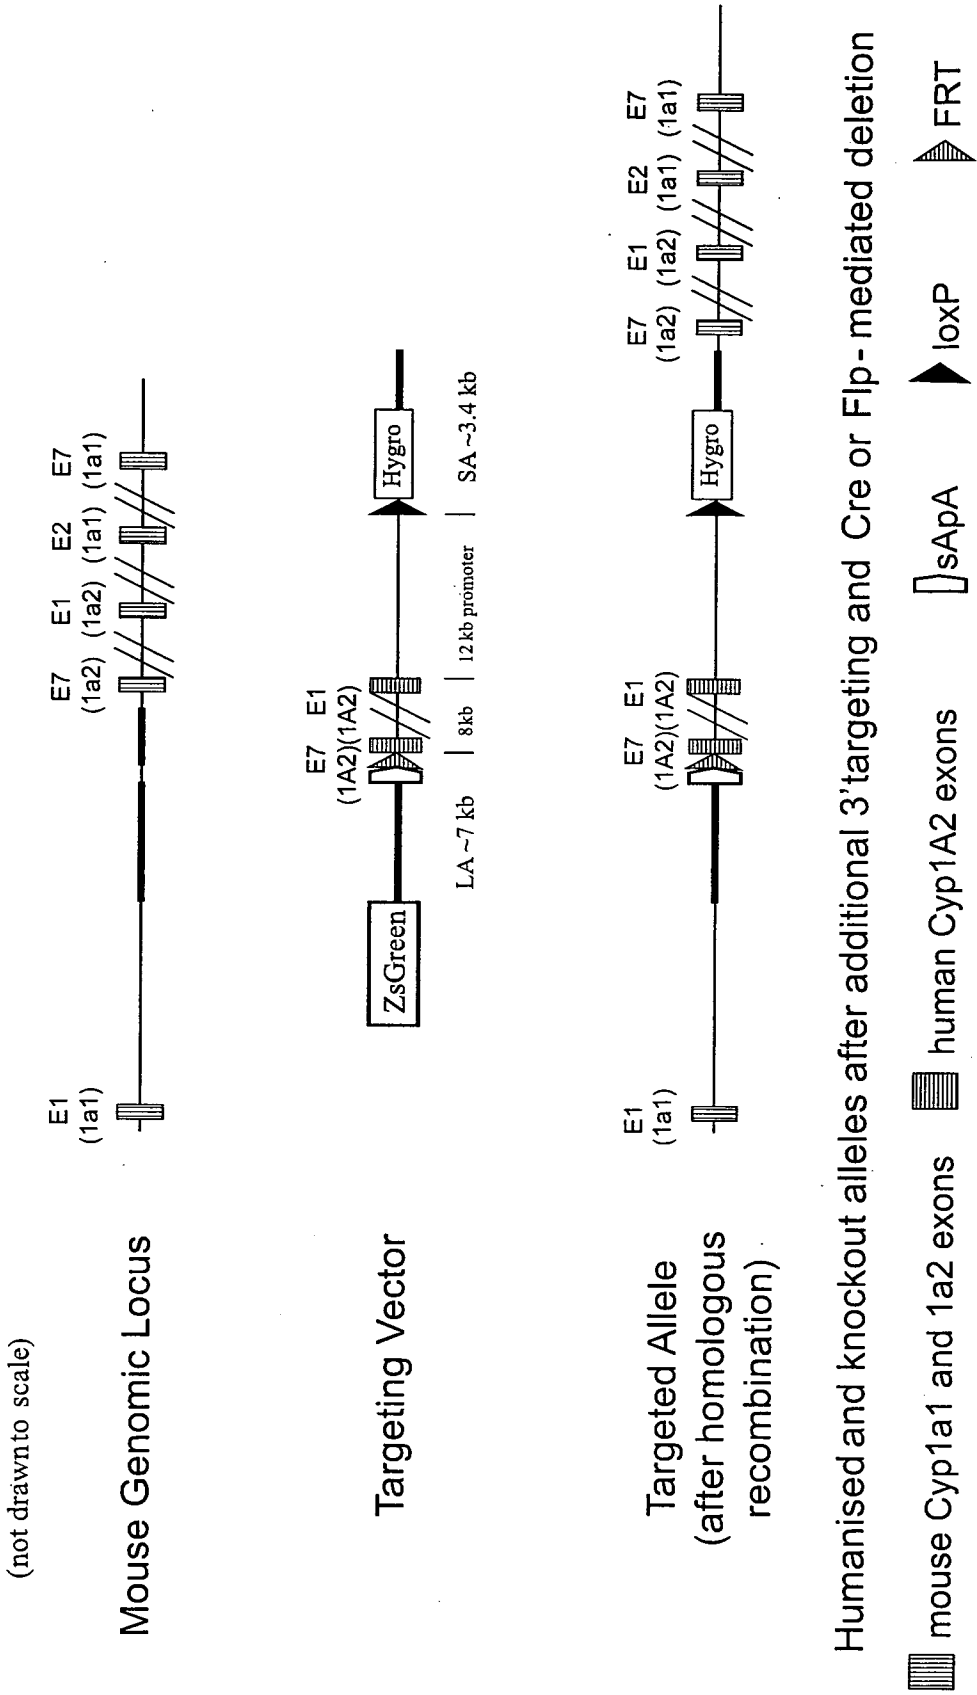 (not drawn to scale)
Mouse Genomic Locus
E1
(1a1)
E7 E1 E2 E7
(1a2) (1a2) (1a1) (1a1)
Targeting Vector
ZsGreen
E7 E1
(1A2)(1A2)
Hygro
LA ~7 kb
8kb
12 kb promoter
SA ~3.4 kb
Targeted Allele
(after homologous
recombination)
E1
(1a1)
E7 E1
(1A2)(1A2)
Hygro
E7 E1 E2 E7
(1a2) (1a2) (1a1) (1a1)
Humanised and knockout alleles after additional 3'targeting and Cre or Flp- mediated deletion
mouse Cyp1a1 and 1a2 exons
human Cyp1A2 exons
sApA
loxP
FRT